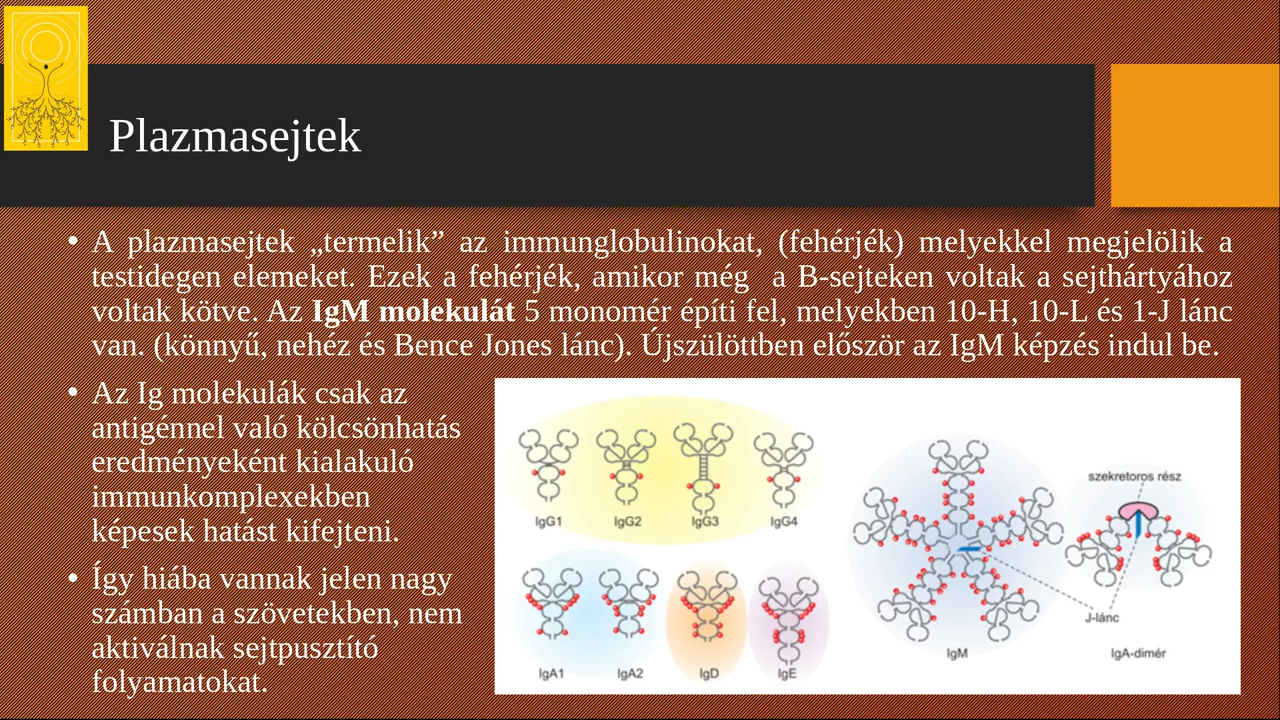 Plazmasejtek
• A plazmasejtek „termelik” az immunglobulinokat, (fehérjék) melyekkel megjelölik a
testidegen elemeket. Ezek a fehérjék, amikor még  a B-sejteken voltak a sejthártyához
voltak kötve. Az IgM molekulát 5 monomér építi fel, melyekben 10-H, 10-L és 1-J lánc
van. (könnyű, nehéz és Bence Jones lánc). Újszülöttben először az IgM képzés indul be.
• Az Ig molekulák csak az
antigénnel való kölcsönhatás
eredményeként kialakuló
immunkomplexekben
képesek hatást kifejteni.
• Így hiába vannak jelen nagy
számban a szövetekben  nem
aktiválnak sejtpusztító
folyamatokat.
IgG1 IgG2 IgG3 IgG4
IgA1 IgA2 IgD IgE
IgM
szekretoros rész
J-lánc
IgA-dimér